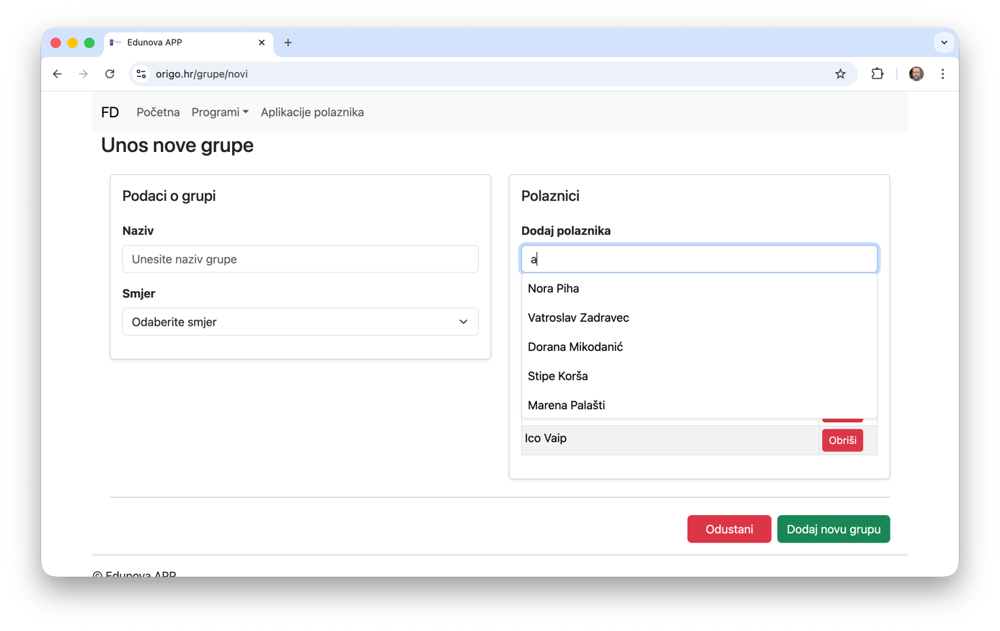 Edunova APP
origo.hr/grupe/novi
FD Početna Programi Aplikacije polaznika
Unos nove grupe
Podaci o grupi
Naziv
Unesite naziv grupe
Smjer
Odaberite smjer
Polaznici
Dodaj polaznika
a
Nora Piha
Vatroslav Zadravec
Dorana Mikodanić
Stipe Korša
Marena Palašti
Ico Vaip Obriši
Odustani Dodaj novu grupu
© Edunova APP